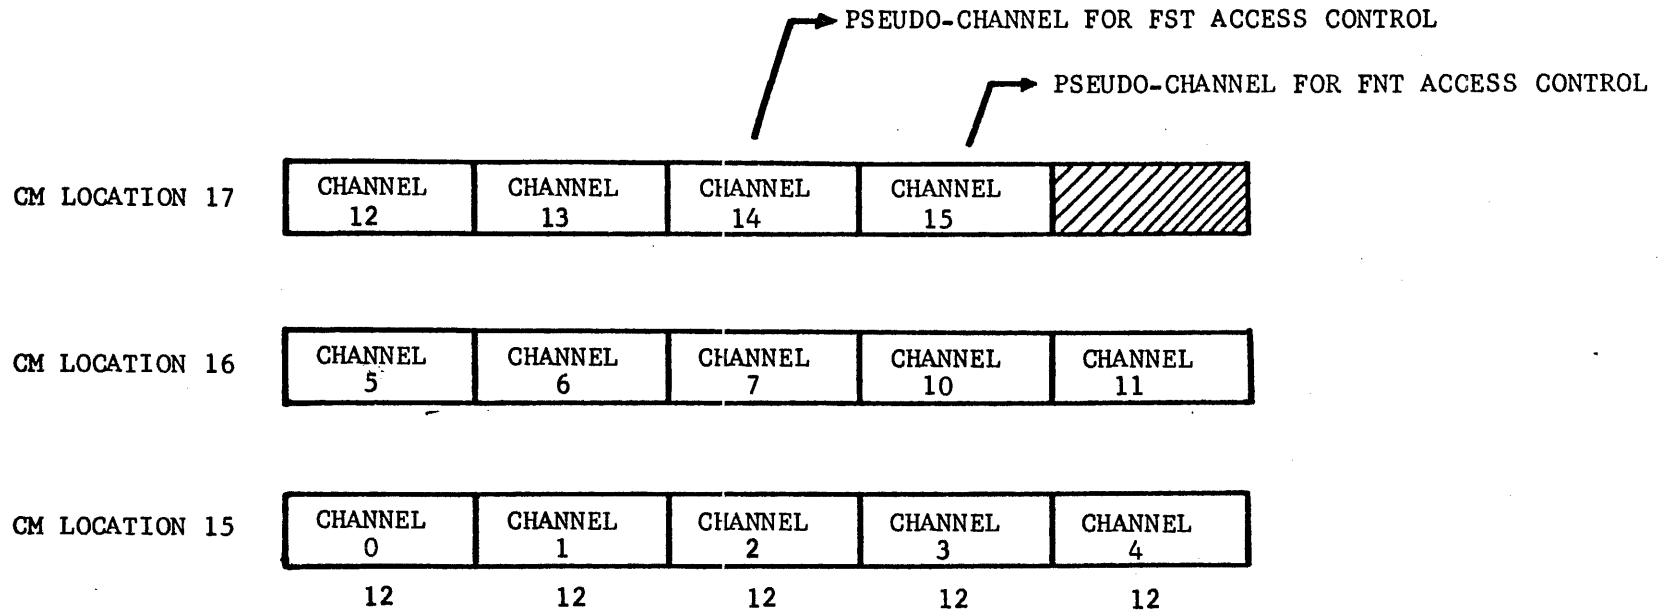 PSEUDO-CHANNEL FOR FST ACCESS CONTROL
PSEUDO-CHANNEL FOR FNT ACCESS CONTROL
CM LOCATION 17
CHANNEL
12
CHANNEL
13
CHANNEL
14
CHANNEL
15
CM LOCATION 16
CHANNEL
5
CHANNEL
6
CHANNEL
7
CHANNEL
10
CHANNEL
11
CM LOCATION 15
CHANNEL
0
CHANNEL
1
CHANNEL
2
CHANNEL
3
CHANNEL
4
12 12 12 12 12